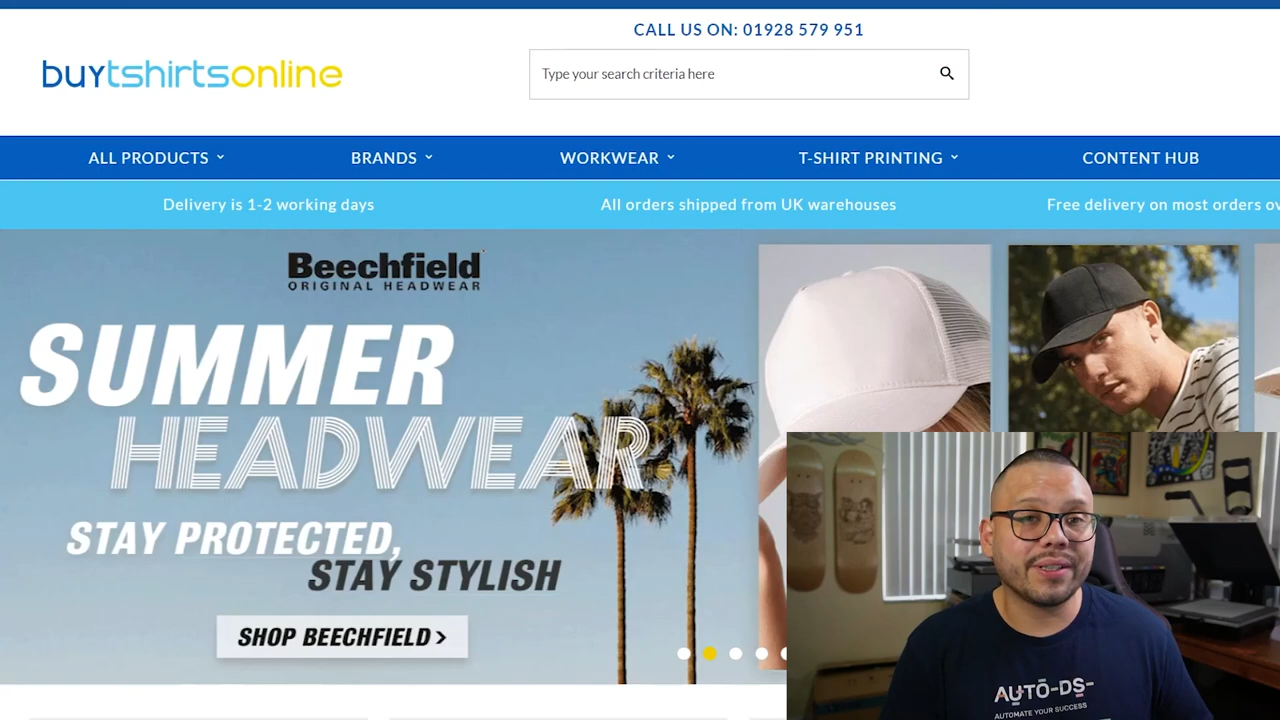 CALL US ON: 01928 579 951
buytshirtsonline
Type your search criteria here
ALL PRODUCTS
BRANDS
WORKWEAR
T-SHIRT PRINTING
CONTENT HUB
Delivery is 1-2 working days
All orders shipped from UK warehouses
Free delivery on most orders ov
Beechfield
ORIGINAL HEADWEAR
SUMMER
HEADWEAR
STAY PROTECTED,
STAY STYLISH
SHOP BEECHFIELD >
AUTO-DS-
AUTOMATE YOUR SUCCESS